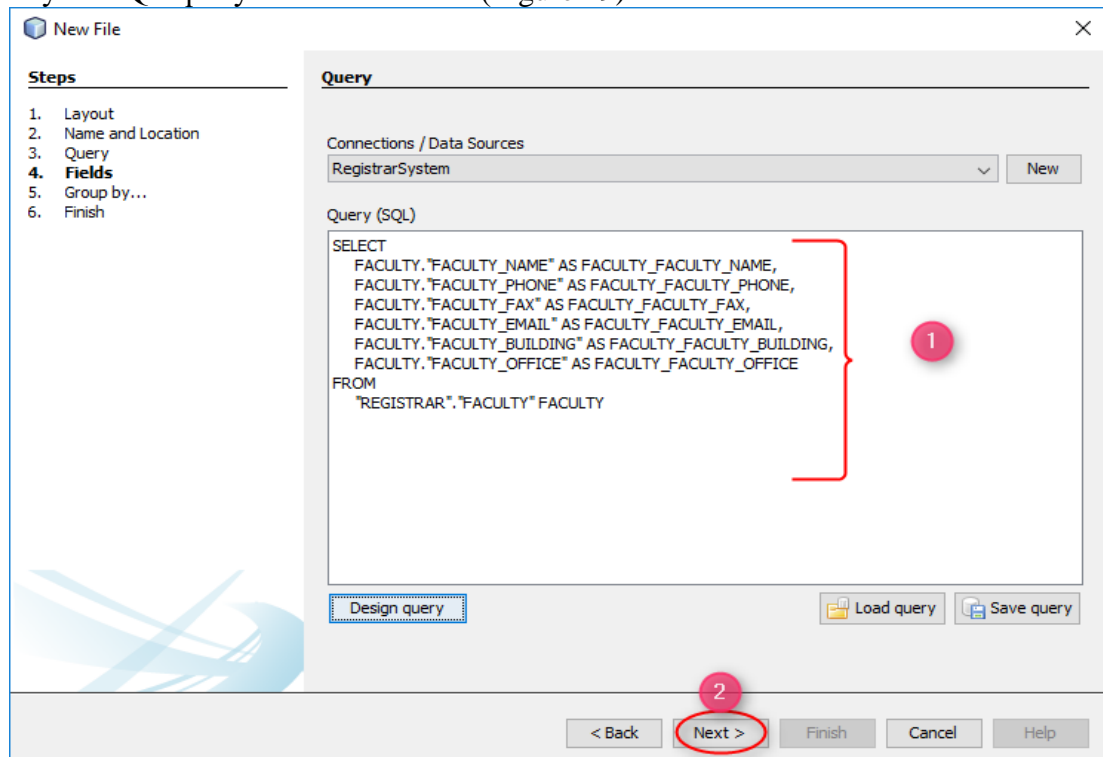 New File
Steps
1. Layout
2. Name and Location
3. Query
4. Fields
5. Group by...
6. Finish
Query
Connections / Data Sources
RegistrarSystem
New
Query (SQL)
SELECT
FACULTY."FACULTY_NAME" AS FACULTY_FACULTY_NAME,
FACULTY."FACULTY_PHONE" AS FACULTY_FACULTY_PHONE,
FACULTY."FACULTY_FAX" AS FACULTY_FACULTY_FAX,
FACULTY."FACULTY_EMAIL" AS FACULTY_FACULTY_EMAIL,
FACULTY."FACULTY_BUILDING" AS FACULTY_FACULTY_BUILDING,
FACULTY."FACULTY_OFFICE" AS FACULTY_FACULTY_OFFICE
FROM
"REGISTRAR"."FACULTY" FACULTY
1
Design query
Load query
Save query
2
< Back
Next >
Finish
Cancel
Help